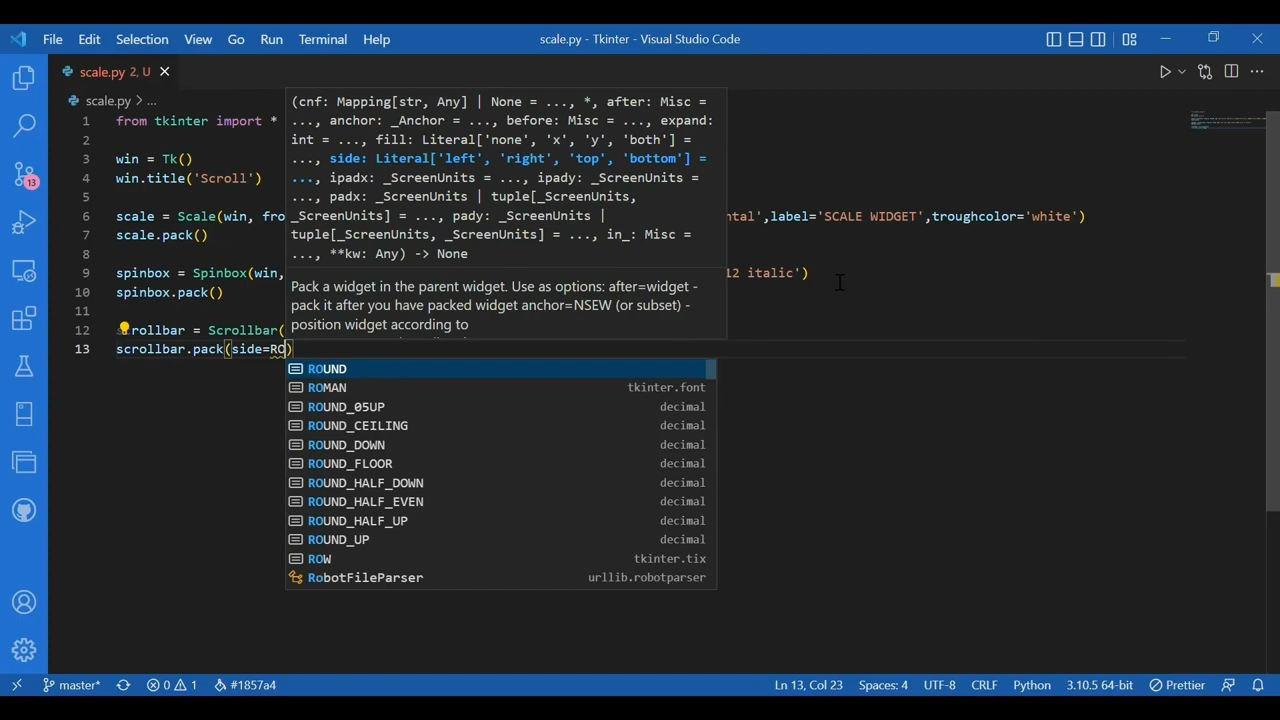 File Edit Selection View Go Run Terminal Help scale.py - Tkinter - Visual Studio Code
scale.py 2, U
scale.py > ...
(cnf: Mapping[str, Any] | None = ..., *, after: Misc =
..., anchor: _Anchor = ..., before: Misc = ..., expand:
int = ..., fill: Literal['none', 'x', 'y', 'both'] =
..., side: Literal['left', 'right', 'top', 'bottom'] =
..., ipadx: _ScreenUnits = ..., ipady: _ScreenUnits =
..., padx: _ScreenUnits | tuple[_ScreenUnits,
_ScreenUnits] = ..., pady: _ScreenUnits |
tuple[_ScreenUnits, _ScreenUnits] = ..., in_: Misc =
..., **kw: Any) -> None
Pack a widget in the parent widget. Use as options: after=widget -
pack it after you have packed widget anchor=NSEW (or subset) -
position widget according to
1 from tkinter import *
2
3 win = Tk()
4 win.title('Scroll')
5
6 scale = Scale(win, fro ntal',label='SCALE WIDGET',troughcolor='white')
7 scale.pack()
8
9 spinbox = Spinbox(win, 12 italic')
10 spinbox.pack()
11
12 scrollbar = Scrollbar(
13 scrollbar.pack(side=RO)
ROUND
ROMAN tkinter.font
ROUND_05UP decimal
ROUND_CEILING decimal
ROUND_DOWN decimal
ROUND_FLOOR decimal
ROUND_HALF_DOWN decimal
ROUND_HALF_EVEN decimal
ROUND_HALF_UP decimal
ROUND_UP decimal
ROW tkinter.tix
RobotFileParser urllib.robotparser
13
master* 0 1 #1857a4 Ln 13, Col 23 Spaces: 4 UTF-8 CRLF Python 3.10.5 64-bit Prettier